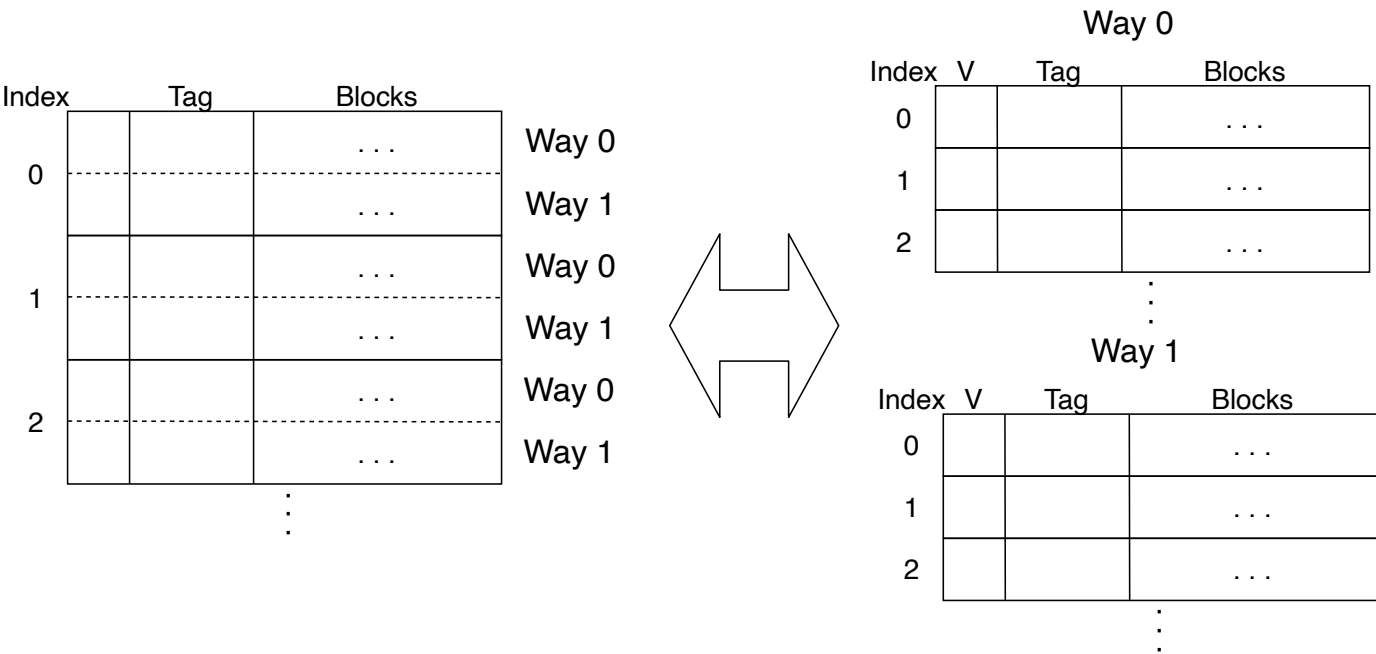 Index Tag Blocks
0
. . . Way 0
. . . Way 1
1
. . . Way 0
. . . Way 1
2
. . . Way 0
. . . Way 1
. . .
Way 0
Index V Tag Blocks
0 . . .
1 . . .
2 . . .
. . .
Way 1
Index V Tag Blocks
0 . . .
1 . . .
2 . . .
. . .